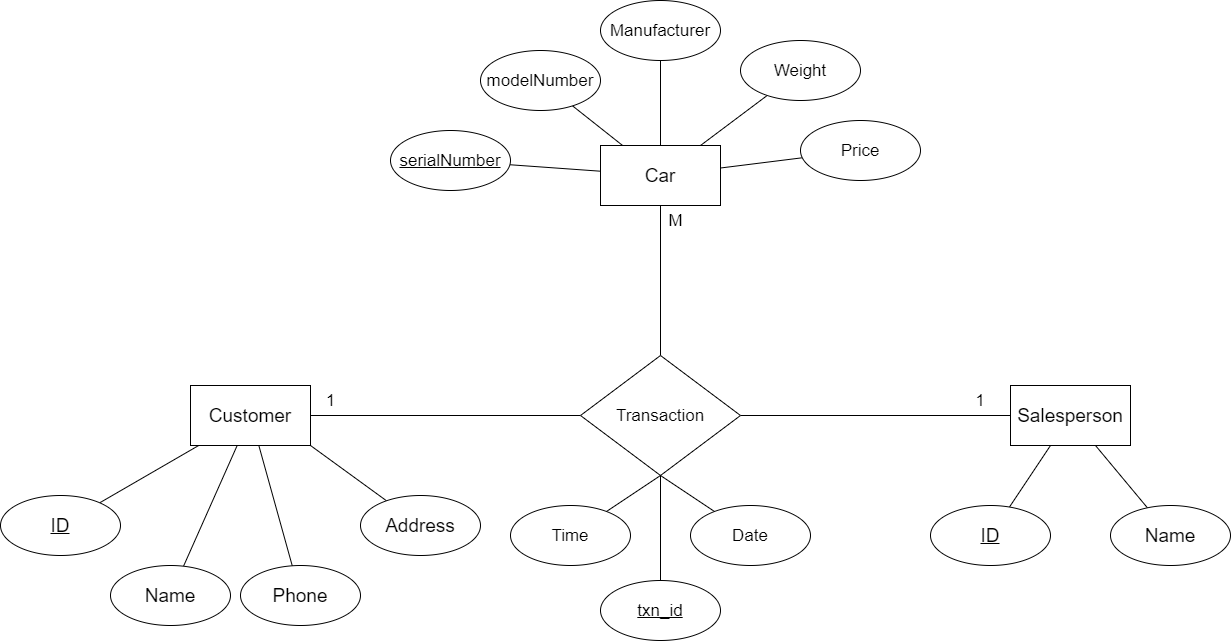 Manufacturer
modelNumber
Weight
serialNumber
Price
Car
M
Customer
1
Transaction
1
Salesperson
ID
Address
Time
Date
ID
Name
Name
Phone
txn_id